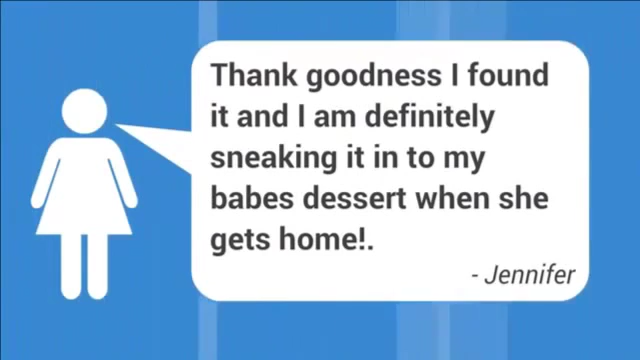 Thank goodness I found
it and I am definitely
sneaking it in to my
babes dessert when she
gets home!.
- Jennifer